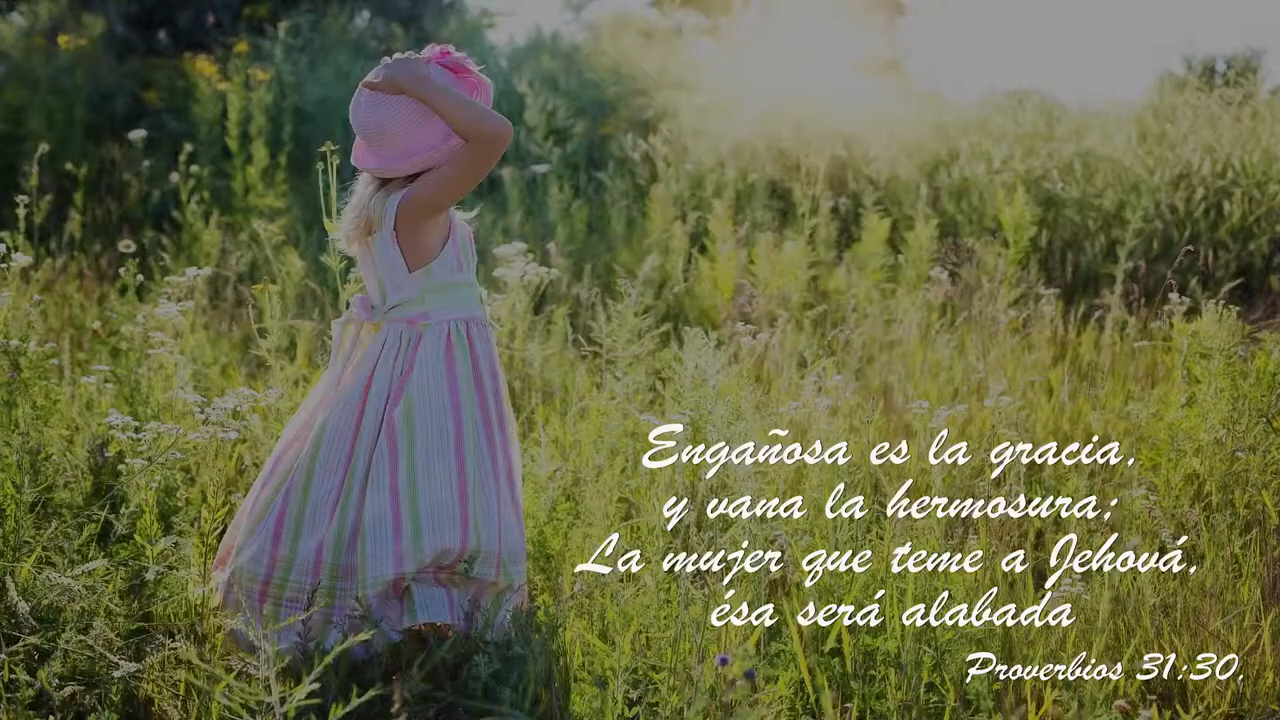 Engañosa es la gracia,
y vana la hermosura;
La mujer que teme a Jehová,
ésa será alabada
Proverbios 31:30.